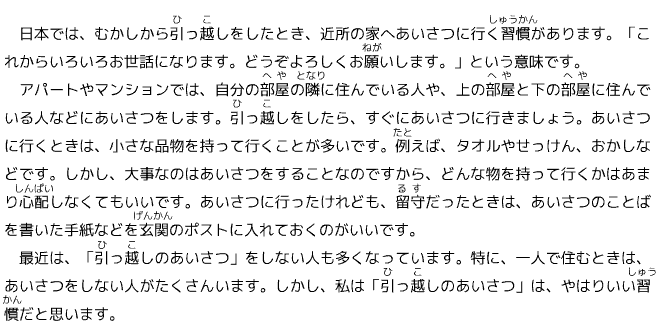 日本では、むかしから引っ越しをしたとき、近所の家へあいさつに行く習慣があります。「こ
れからいろいろお世話になります。どうぞよろしくお願いします。」という意味です。
アパートやマンションでは、自分の部屋の隣に住んでいる人や、上の部屋と下の部屋に住んで
いる人などにあいさつをします。引っ越しをしたら、すぐにあいさつに行きましょう。あいさつ
に行くときは、小さな品物を持って行くことが多いです。例えば、タオルやせっけん、おかしな
どです。しかし、大事なのはあいさつをすることなのですから、どんな物を持って行くかはあま
り心配しなくてもいいです。あいさつに行ったけれども、留守だったときは、あいさつのことば
を書いた手紙などを玄関のポストに入れておくのがいいです。
最近は、「引っ越しのあいさつ」をしない人も多くなっています。特に、一人で住むときは、
あいさつをしない人がたくさんいます。しかし、私は「引っ越しのあいさつ」は、やはりいい習
慣だと思います。